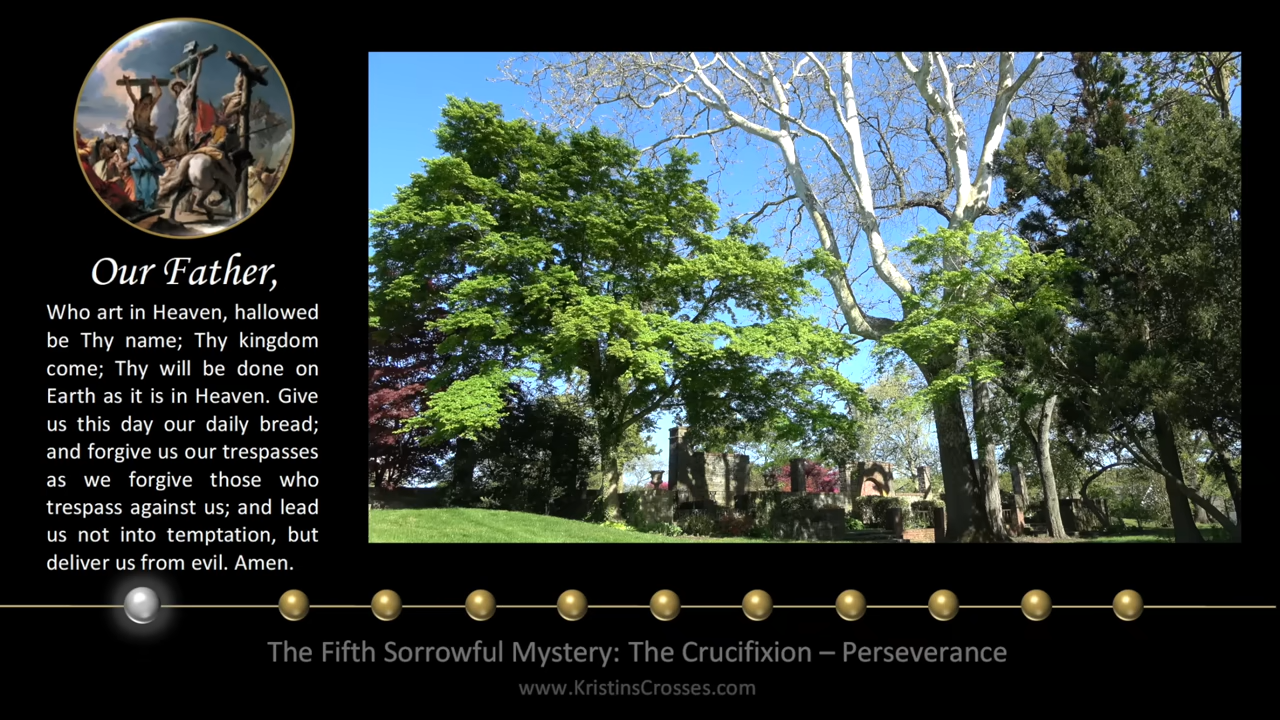 Our Father,
Who art in Heaven, hallowed
be Thy name; Thy kingdom
come; Thy will be done on
Earth as it is in Heaven. Give
us this day our daily bread;
and forgive us our trespasses
as we forgive those who
trespass against us; and lead
us not into temptation, but
deliver us from evil. Amen.
The Fifth Sorrowful Mystery: The Crucifixion – Perseverance
www.KristinsCrosses.com